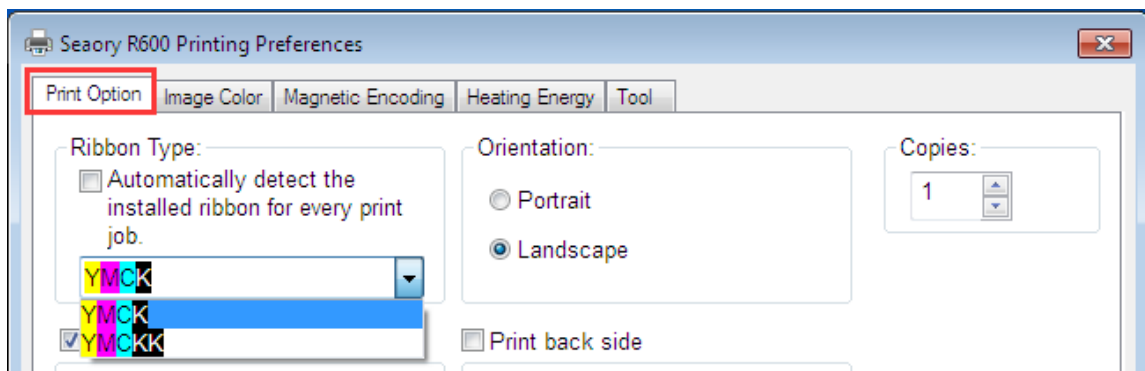 Seaory R600 Printing Preferences
Print Option Image Color Magnetic Encoding Heating Energy Tool
Ribbon Type:
Automatically detect the
installed ribbon for every print
job.
YMCK
YMCK
YMCKK
Orientation:
Portrait
Landscape
Print back side
Copies:
1